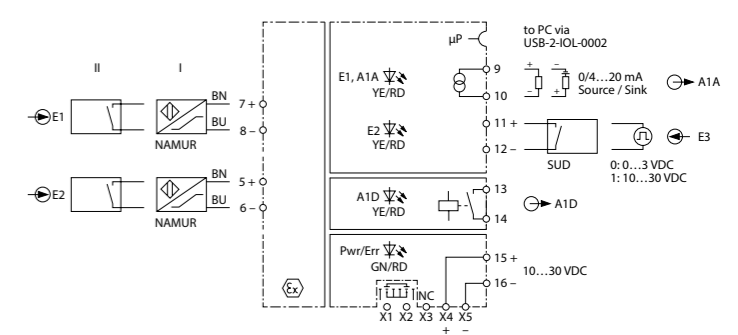 to PC via
USB-2-IOL-0002
µP
II
I
E1, A1A
YE/RD
9
10
+
–
–
+
0/4…20 mA
Source / Sink
A1A
E1
BN
7 +
BU
8 –
NAMUR
E2
YE/RD
11 +
12 –
SUD
E3
0: 0…3 VDC
1: 10…30 VDC
E2
BN
5 +
BU
6 –
NAMUR
A1D
YE/RD
13
14
A1D
Pwr/Err
GN/RD
15 +
16 –
10…30 VDC
Ex
NC
X1 X2 X3 X4 X5
+ –